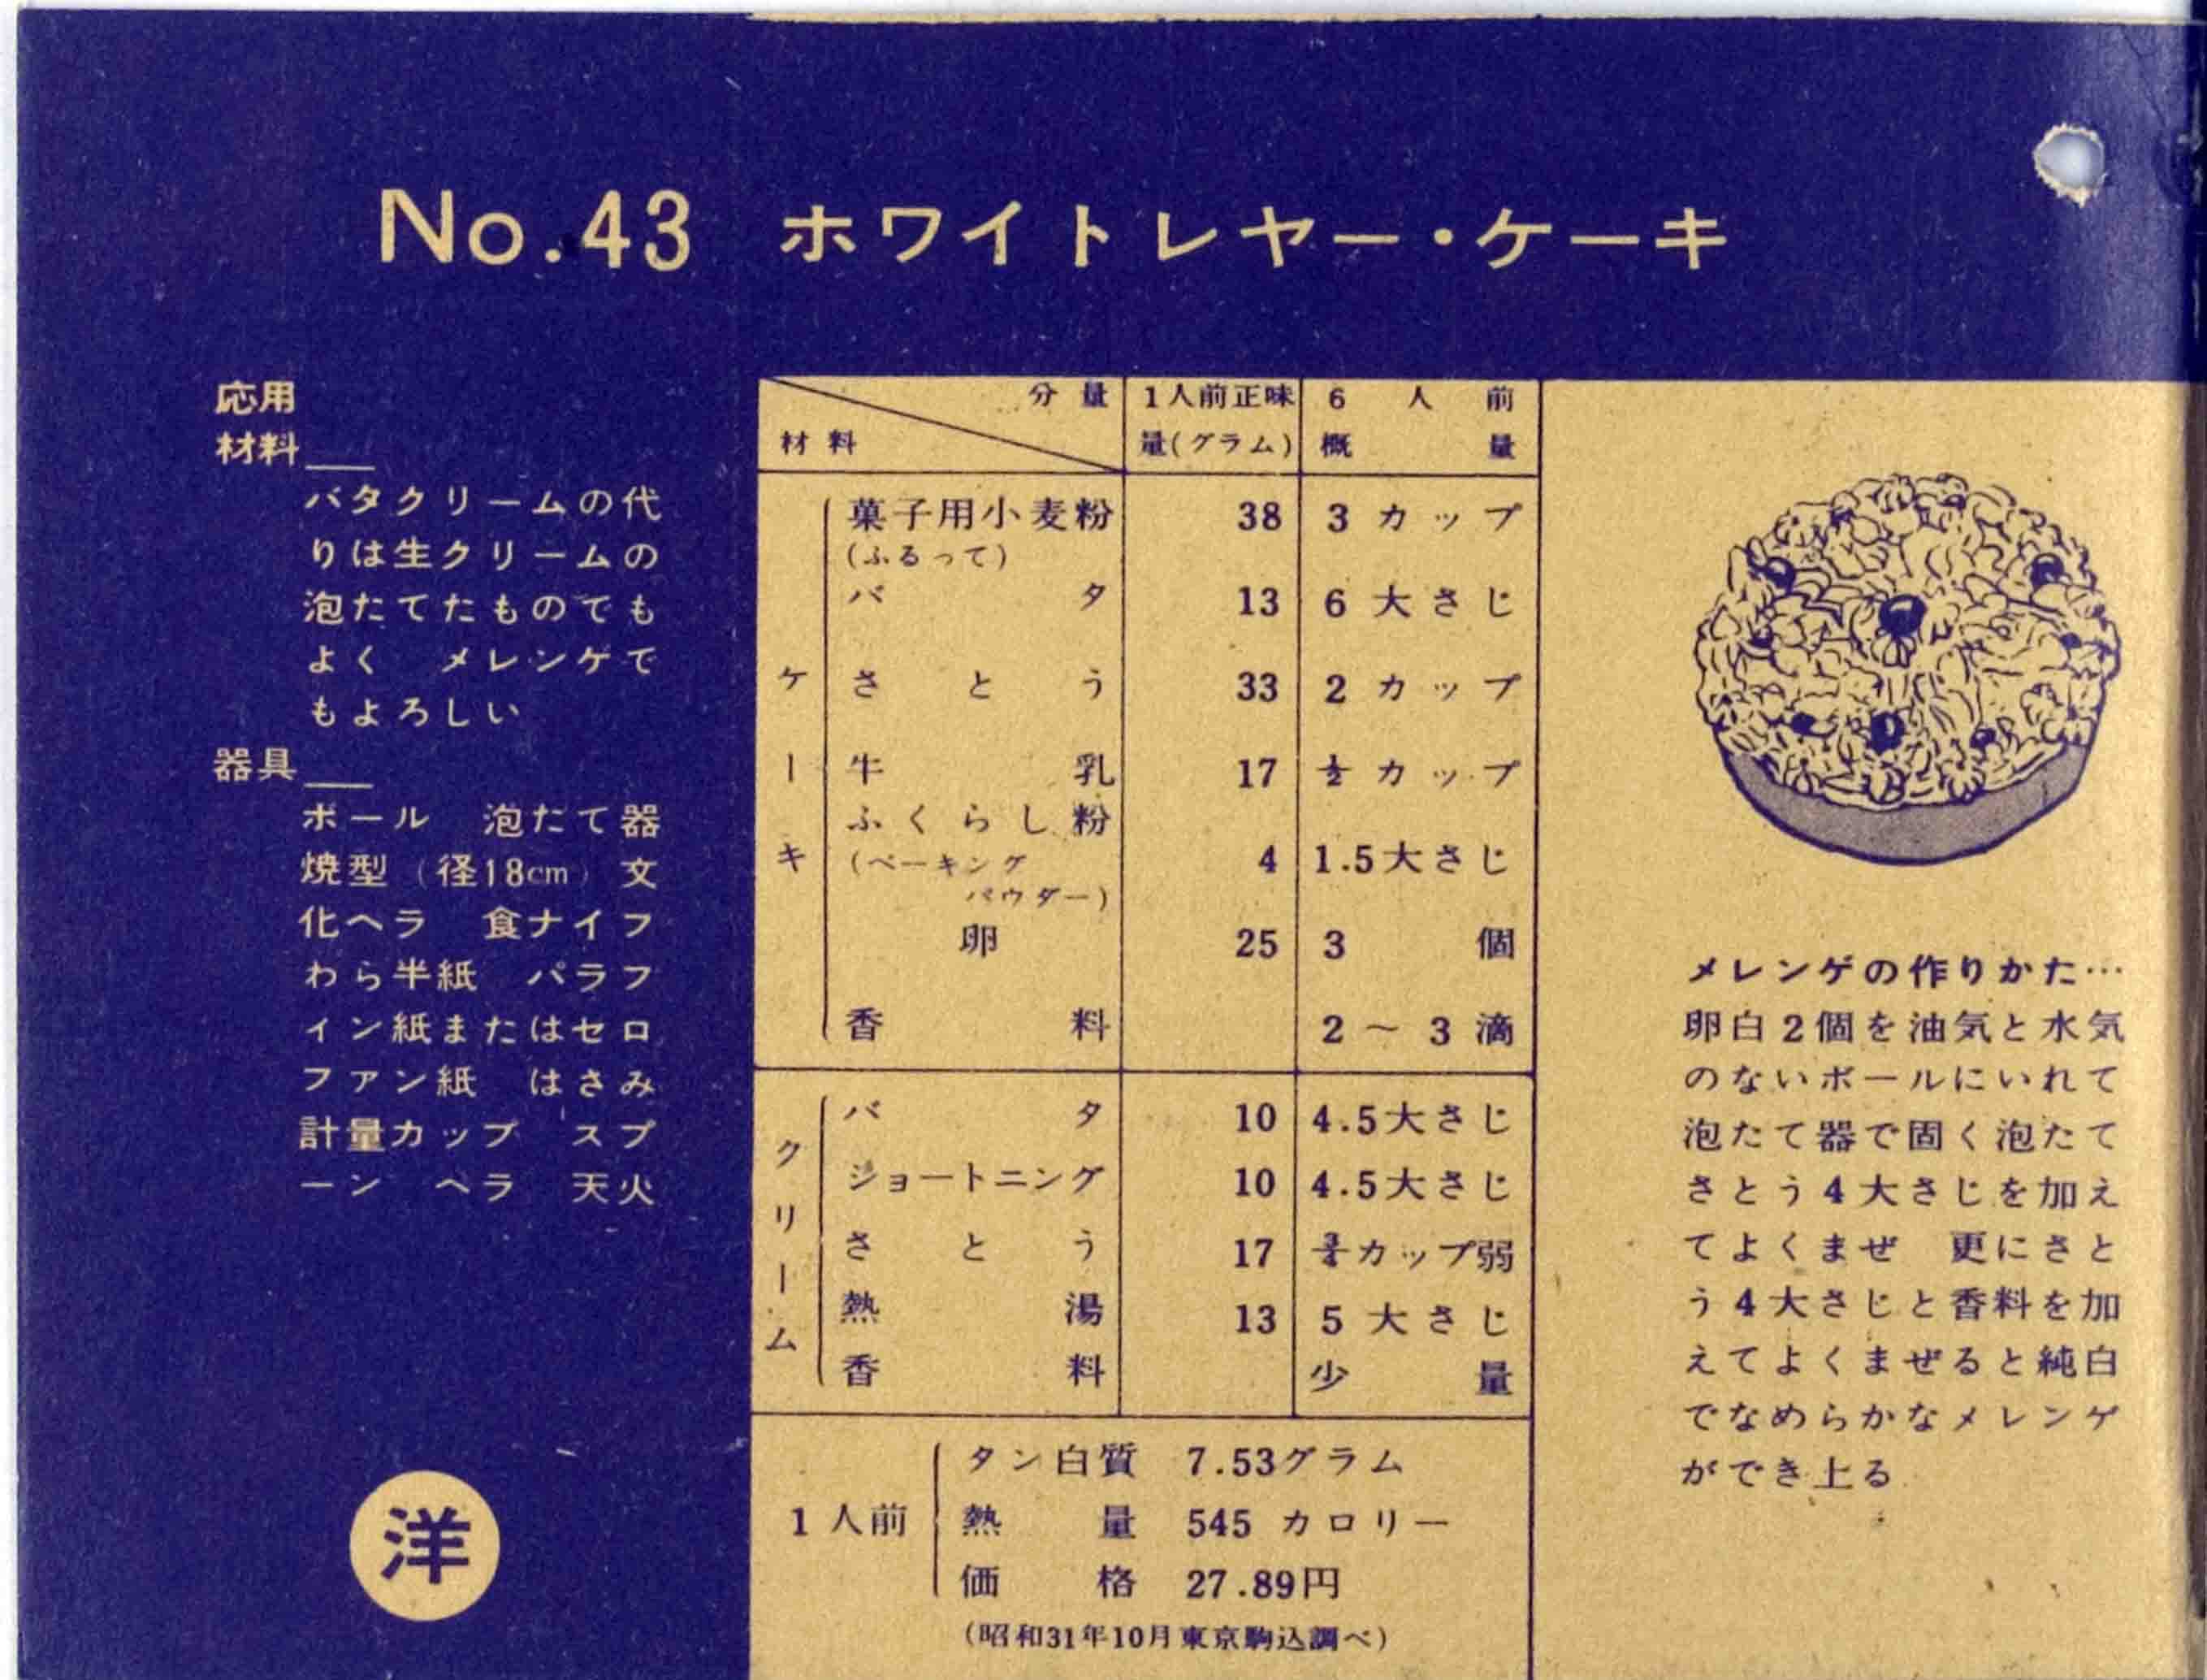 No.43 ホワイトレヤー・ケーキ
応用
材料
バタクリームの代
りは生クリームの
泡たてたものでも
よく メレンゲで
もよろしい
器具
ボール 泡たて器
焼型（径18cm）文
化ヘラ 食ナイフ
わら半紙 パラフ
ィン紙またはセロ
ファン紙 はさみ
計量カップ スプ
ーン ヘラ 天火
洋
分量 1人前正味 6人前
材料 量(グラム) 概量
ケーキ
菓子用小麦粉 38 3カップ
(ふるって)
バタ 13 6大さじ
さとう 33 2カップ
牛乳 17 ½カップ
ふくらし粉
(ベーキング 4 1.5大さじ
パウダー)
卵 25 3個
香料 2～3滴
クリーム
バタ 10 4.5大さじ
ショートニング 10 4.5大さじ
さとう 17 ¾カップ弱
熱湯 13 5大さじ
香料 少量
1人前
タン白質 7.53グラム
熱量 545カロリー
価格 27.89円
(昭和31年10月東京駒込調べ)
メレンゲの作りかた…
卵白2個を油気と水気
のないボールにいれて
泡たて器で固く泡たて
さとう4大さじを加え
てよくまぜ 更にさと
う4大さじと香料を加
えてよくまぜると純白
でなめらかなメレンゲ
ができ上る